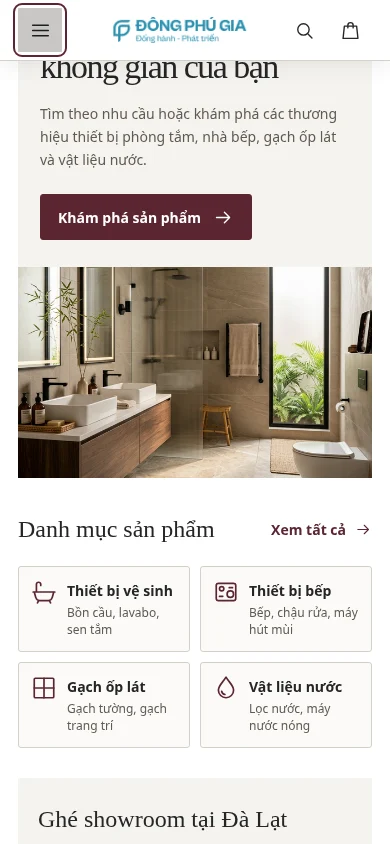 ĐÔNG PHÚ GIA
Đồng hành - Phát triển
không gian của bạn
Tìm theo nhu cầu hoặc khám phá các thương
hiệu thiết bị phòng tắm, nhà bếp, gạch ốp lát
và vật liệu nước.
Khám phá sản phẩm
Danh mục sản phẩm
Xem tất cả
Thiết bị vệ sinh
Bồn cầu, lavabo,
sen tắm
Thiết bị bếp
Bếp, chậu rửa, máy
hút mùi
Gạch ốp lát
Gạch tường, gạch
trang trí
Vật liệu nước
Lọc nước, máy
nước nóng
Ghé showroom tại Đà Lạt